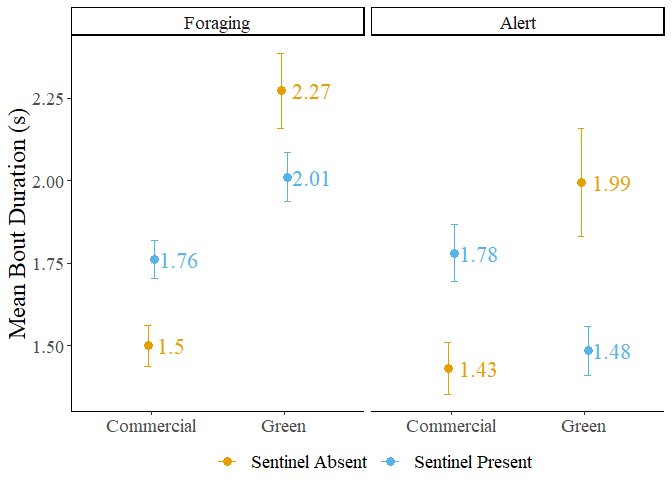 Foraging
Alert
Mean Bout Duration (s)
2.25
2.00
1.75
1.50
2.27
2.01
1.76
1.5
1.99
1.78
1.48
1.43
Commercial Green
Commercial Green
Sentinel Absent Sentinel Present